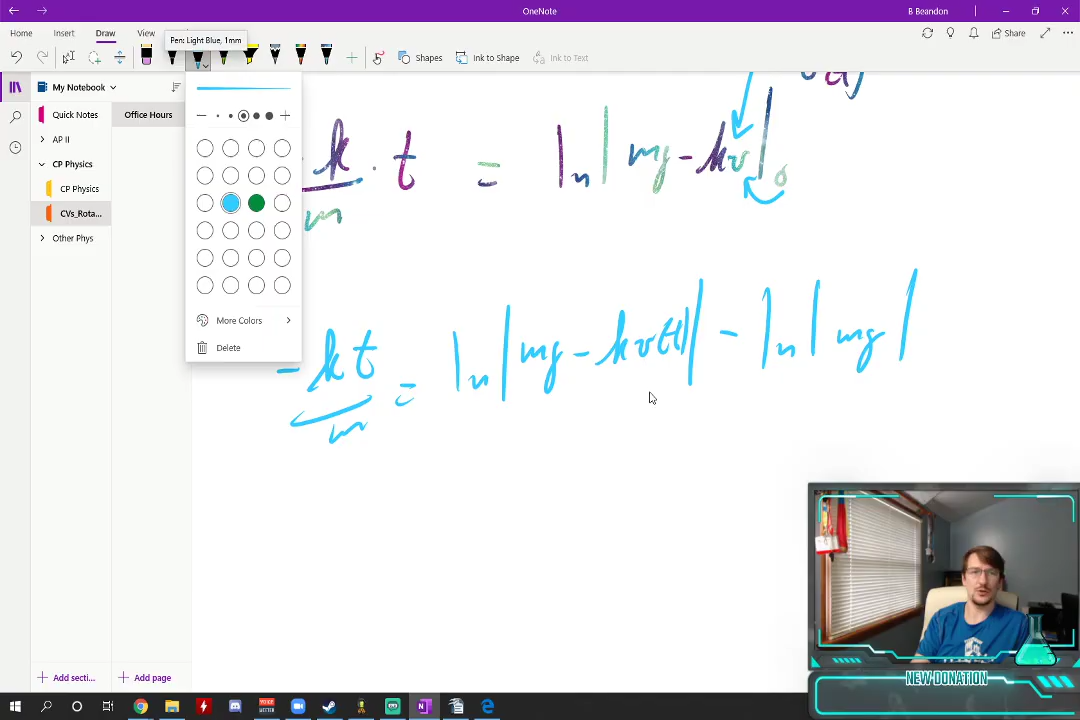 OneNote
B Beandon
Home
Insert
Draw
View
Pen: Light Blue, 1mm
Share
Shapes
Ink to Shape
Ink to Text
My Notebook
Quick Notes
AP II
CP Physics
CP Physics
CVs_Rota...
Other Phys
Office Hours
More Colors
Delete
k/m · t = ln|mg - kv|0
-kt/m = ln|mg - kv(t)| - ln|mg|
NEW DONATION
Add secti...
Add page